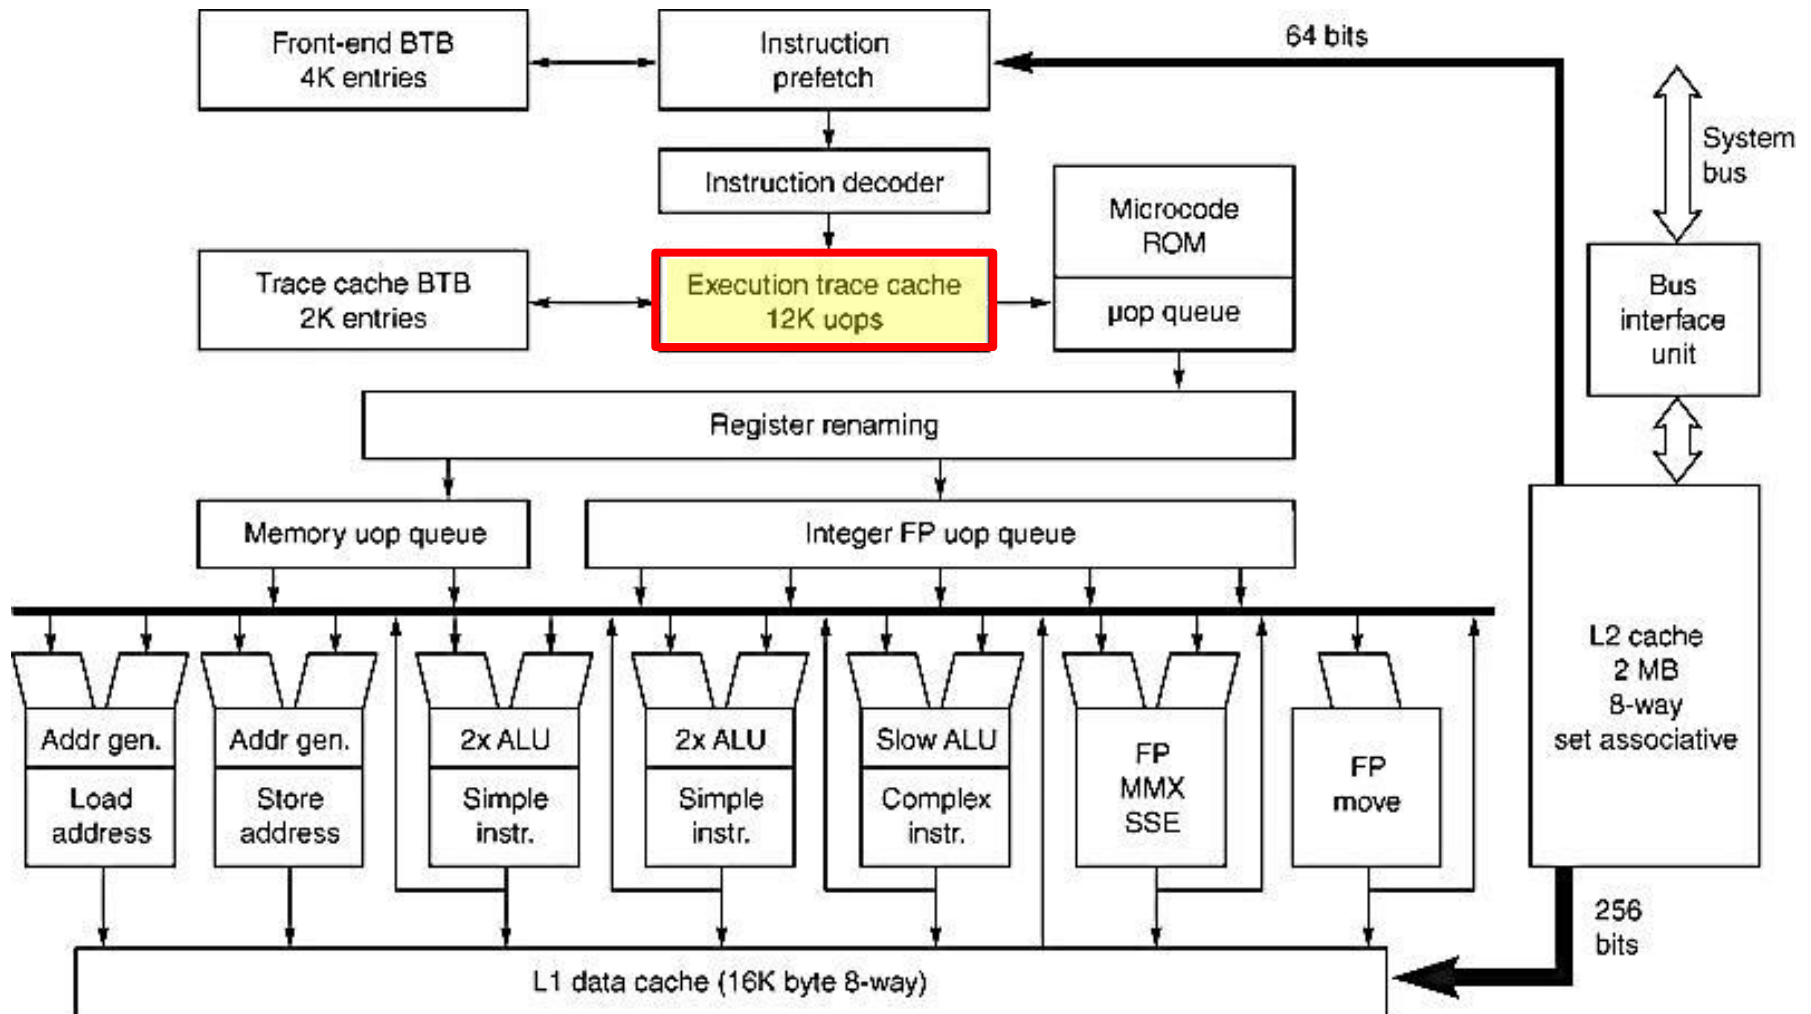 Front-end BTB
4K entries
Instruction
prefetch
64 bits
System
bus
Instruction decoder
Microcode
ROM
Trace cache BTB
2K entries
Execution trace cache
12K uops
µop queue
Bus
interface
unit
Register renaming
Memory uop queue
Integer FP uop queue
L2 cache
2 MB
8-way
set associative
Addr gen.
Load
address
Addr gen.
Store
address
2x ALU
Simple
instr.
2x ALU
Simple
instr.
Slow ALU
Complex
instr.
FP
MMX
SSE
FP
move
256
bits
L1 data cache (16K byte 8-way)